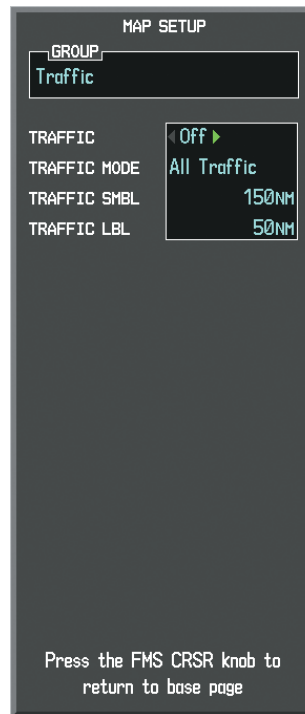 MAP SETUP
GROUP
Traffic
TRAFFIC Off
TRAFFIC MODE All Traffic
TRAFFIC SMBL 150NM
TRAFFIC LBL 50NM
Press the FMS CRSR knob to
return to base page